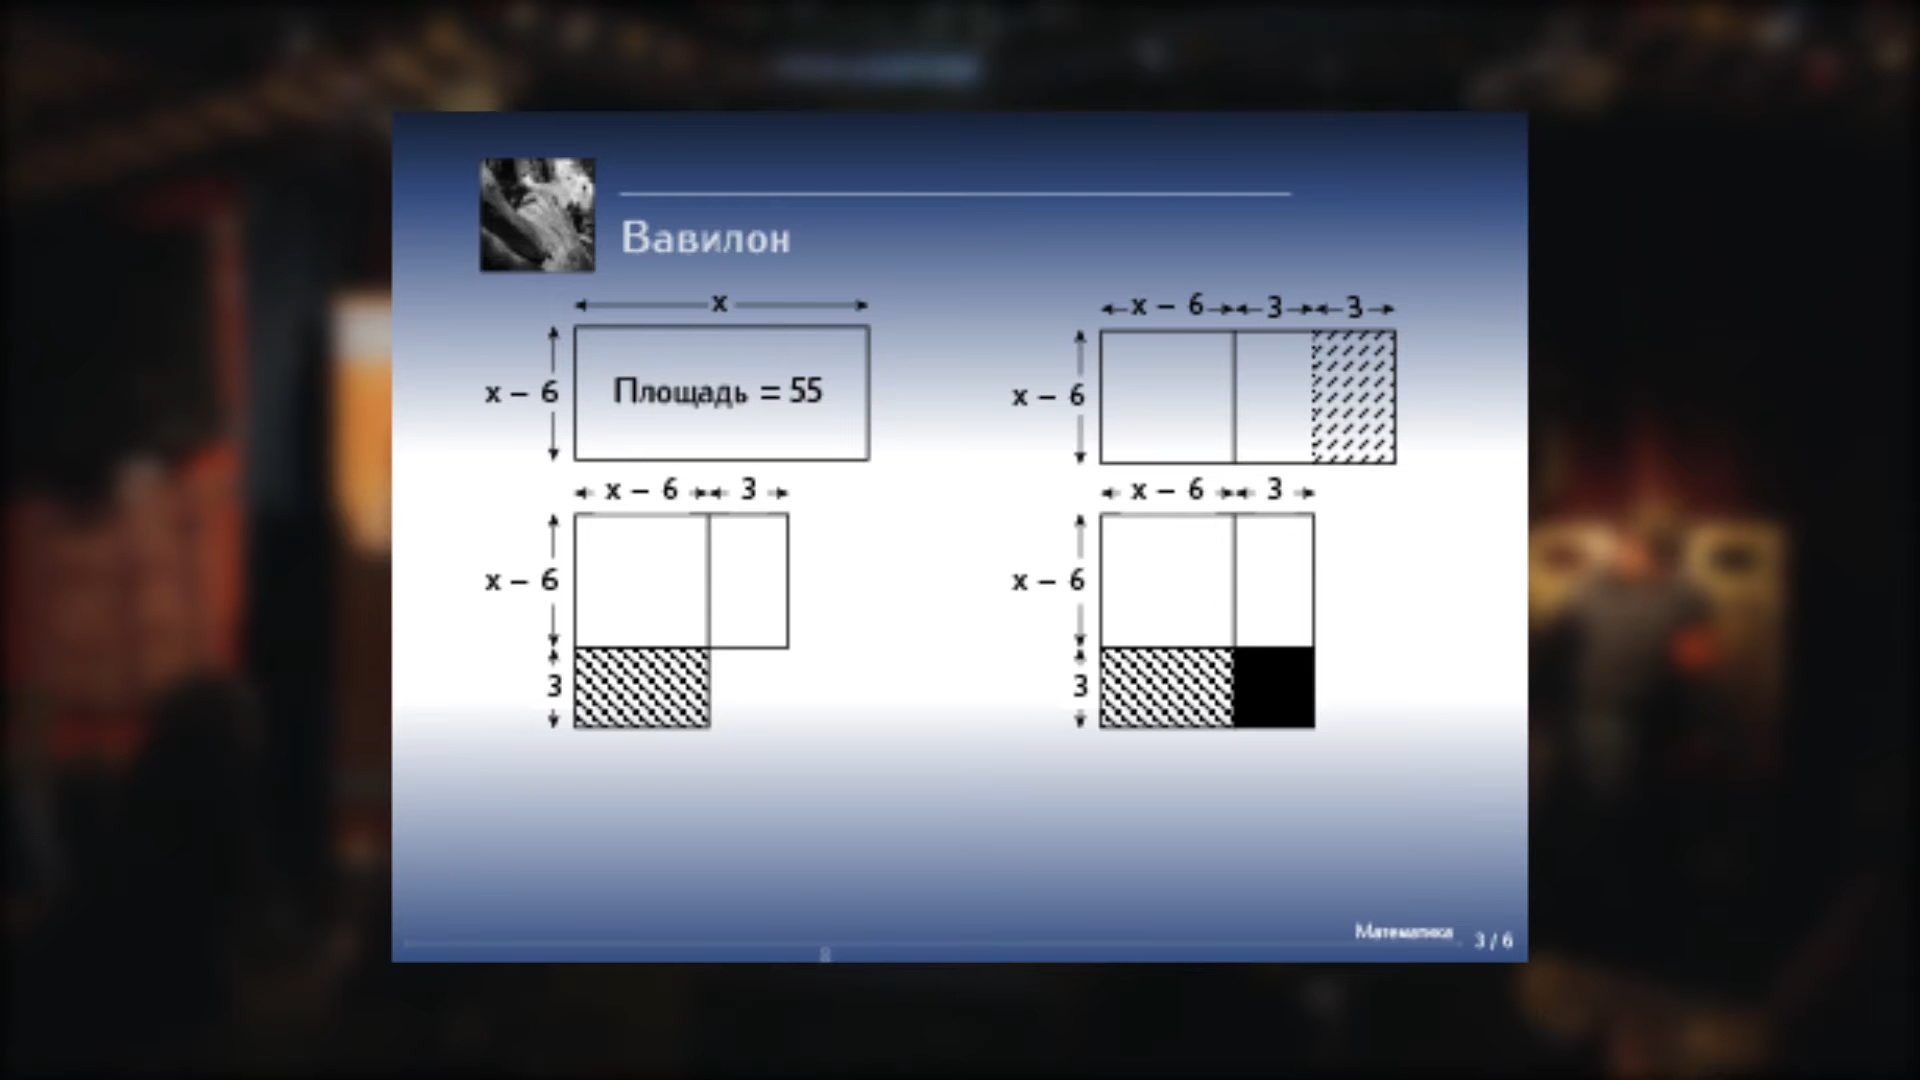 Вавилон
x
x – 6
Площадь = 55
x – 6 3 3
x – 6
x – 6 3
x – 6
3
x – 6 3
x – 6
3
Математика
3 / 6